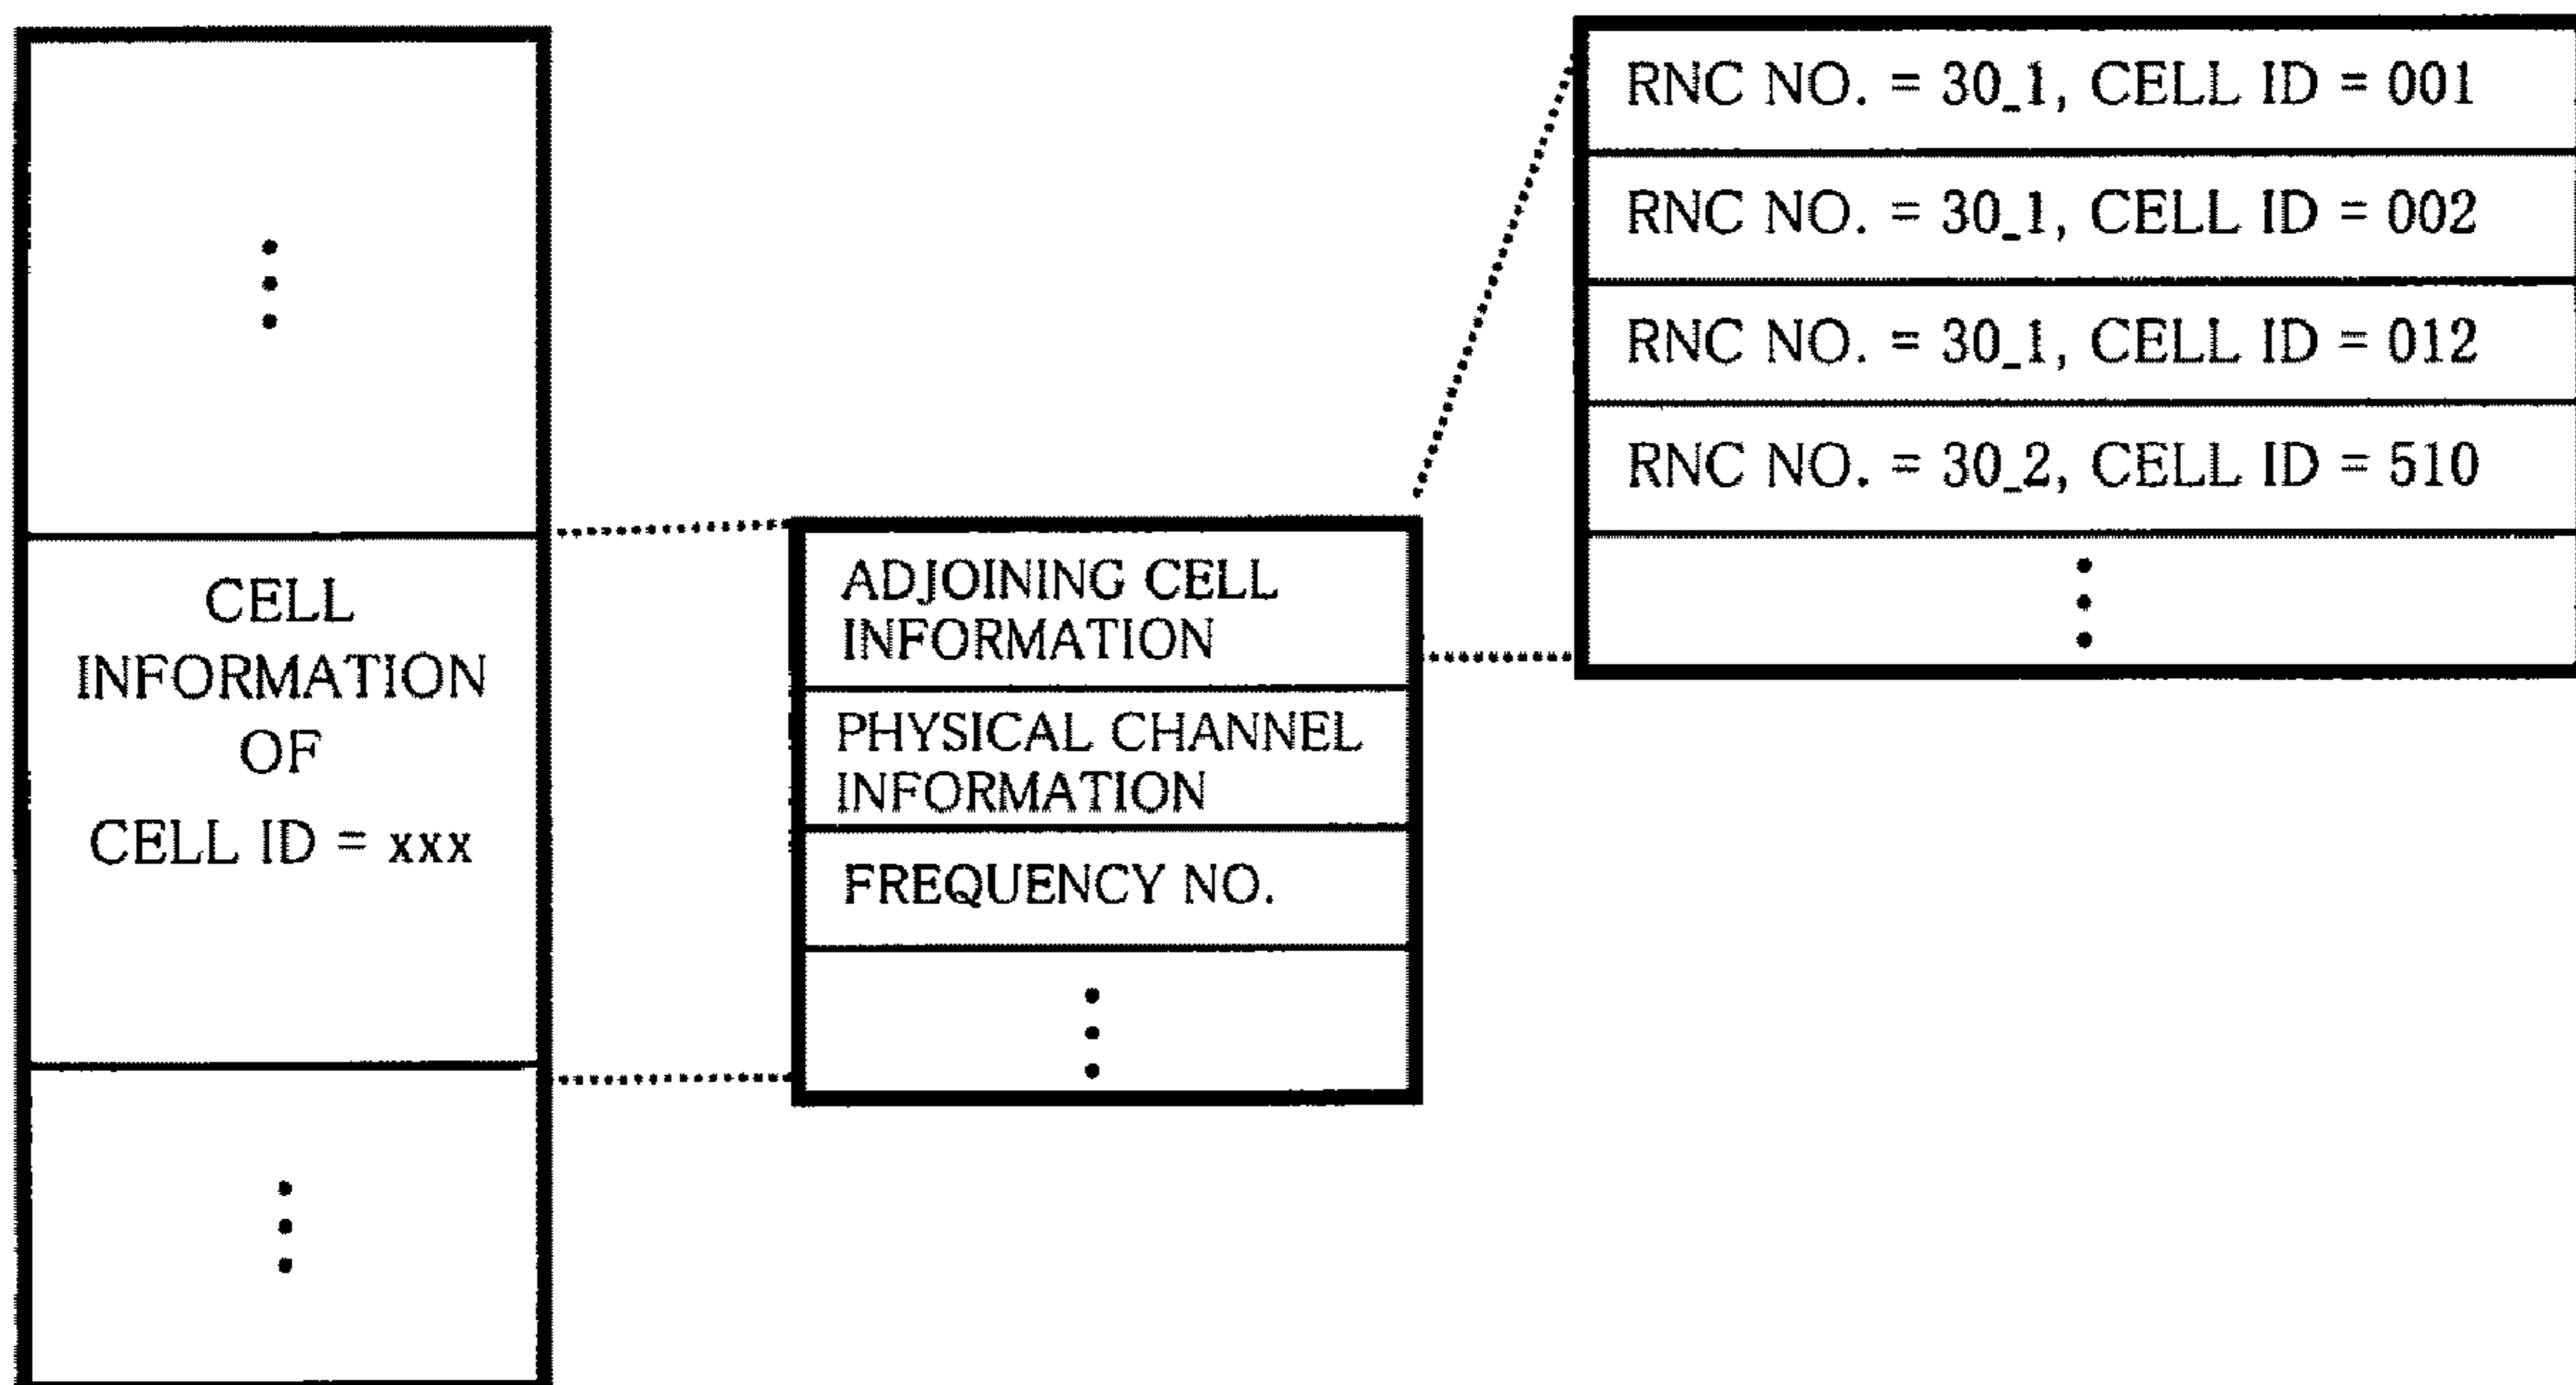 CELL
INFORMATION
OF
CELL ID = xxx
ADJOINING CELL
INFORMATION
PHYSICAL CHANNEL
INFORMATION
FREQUENCY NO.
RNC NO. = 30_1, CELL ID = 001
RNC NO. = 30_1, CELL ID = 002
RNC NO. = 30_1, CELL ID = 012
RNC NO. = 30_2, CELL ID = 510